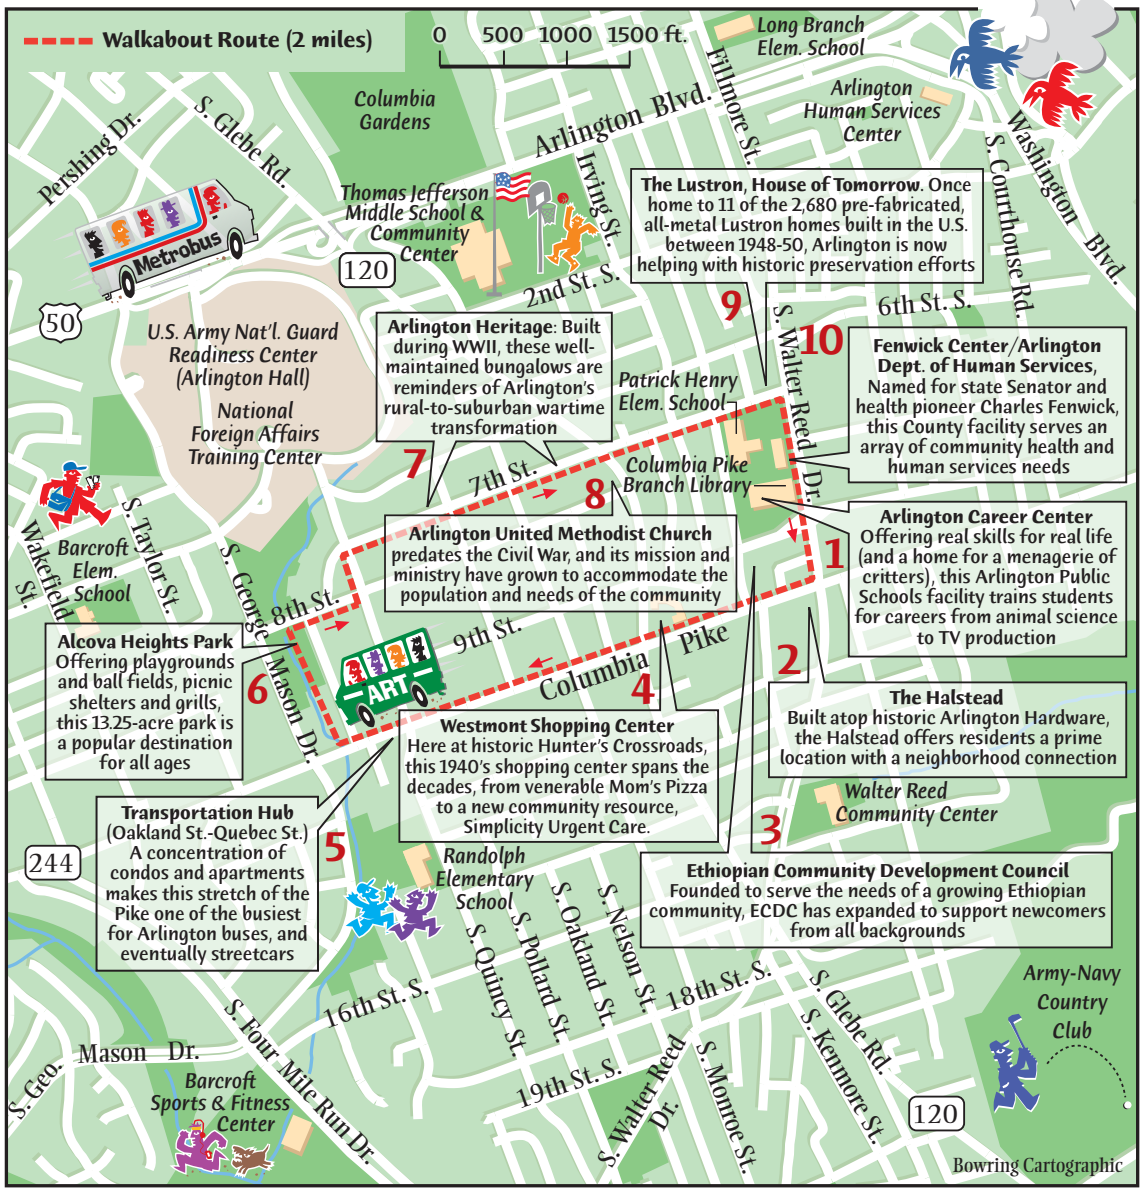 Walkabout Route (2 miles)
0 500 1000 1500 ft.
Long Branch
Elem. School
Columbia
Gardens
Arlington Blvd.
Fillmore St.
Arlington
Human Services
Center
Washington Blvd.
S. Courthouse Rd.
Pershing Dr.
S. Glebe Rd.
Metrobus
Thomas Jefferson
Middle School &
Community
Center
Irving St.
2nd St. S.
120
50
The Lustron, House of Tomorrow. Once
home to 11 of the 2,680 pre-fabricated,
all-metal Lustron homes built in the U.S.
between 1948-50, Arlington is now
helping with historic preservation efforts
9
6th St. S.
S. Walter Reed Dr.
10
Fenwick Center/Arlington
Dept. of Human Services,
Named for state Senator and
health pioneer Charles Fenwick,
this County facility serves an
array of community health and
human services needs
U.S. Army Nat'l. Guard
Readiness Center
(Arlington Hall)
National
Foreign Affairs
Training Center
Arlington Heritage: Built
during WWII, these well-
maintained bungalows are
reminders of Arlington's
rural-to-suburban wartime
transformation
7
7th St.
Patrick Henry
Elem. School
Columbia Pike
Branch Library
8
Arlington United Methodist Church
predates the Civil War, and its mission and
ministry have grown to accommodate the
population and needs of the community
1
Arlington Career Center
Offering real skills for real life
(and a home for a menagerie of
critters), this Arlington Public
Schools facility trains students
for careers from animal science
to TV production
Wakefield St.
S. Taylor St.
Barcroft
Elem.
School
S. George Mason Dr.
8th St.
9th St.
Columbia Pike
ART
Alcova Heights Park
Offering playgrounds
and ball fields, picnic
shelters and grills,
this 13.25-acre park is
a popular destination
for all ages
6
4
Westmont Shopping Center
Here at historic Hunter's Crossroads,
this 1940's shopping center spans the
decades, from venerable Mom's Pizza
to a new community resource,
Simplicity Urgent Care.
2
The Halstead
Built atop historic Arlington Hardware,
the Halstead offers residents a prime
location with a neighborhood connection
Walter Reed
Community Center
3
Ethiopian Community Development Council
Founded to serve the needs of a growing Ethiopian
community, ECDC has expanded to support newcomers
from all backgrounds
Transportation Hub
(Oakland St.-Quebec St.)
A concentration of
condos and apartments
makes this stretch of the
Pike one of the busiest
for Arlington buses, and
eventually streetcars
5
244
Randolph
Elementary
School
S. Quincy St.
S. Pollard St.
S. Oakland St.
S. Nelson St.
16th St. S.
18th St. S.
19th St. S.
S. Four Mile Run Dr.
S. Geo. Mason Dr.
Barcroft
Sports & Fitness
Center
S. Walter Reed
Dr.
S. Monroe St.
S. Kenmore St.
S. Glebe Rd.
120
Army-Navy
Country
Club
Bowring Cartographic